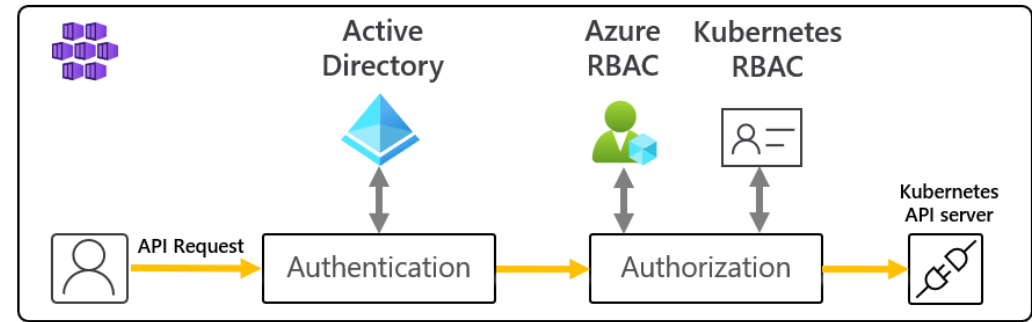 Active
Directory
Azure
RBAC
Kubernetes
RBAC
API Request
Authentication
Authorization
Kubernetes
API server